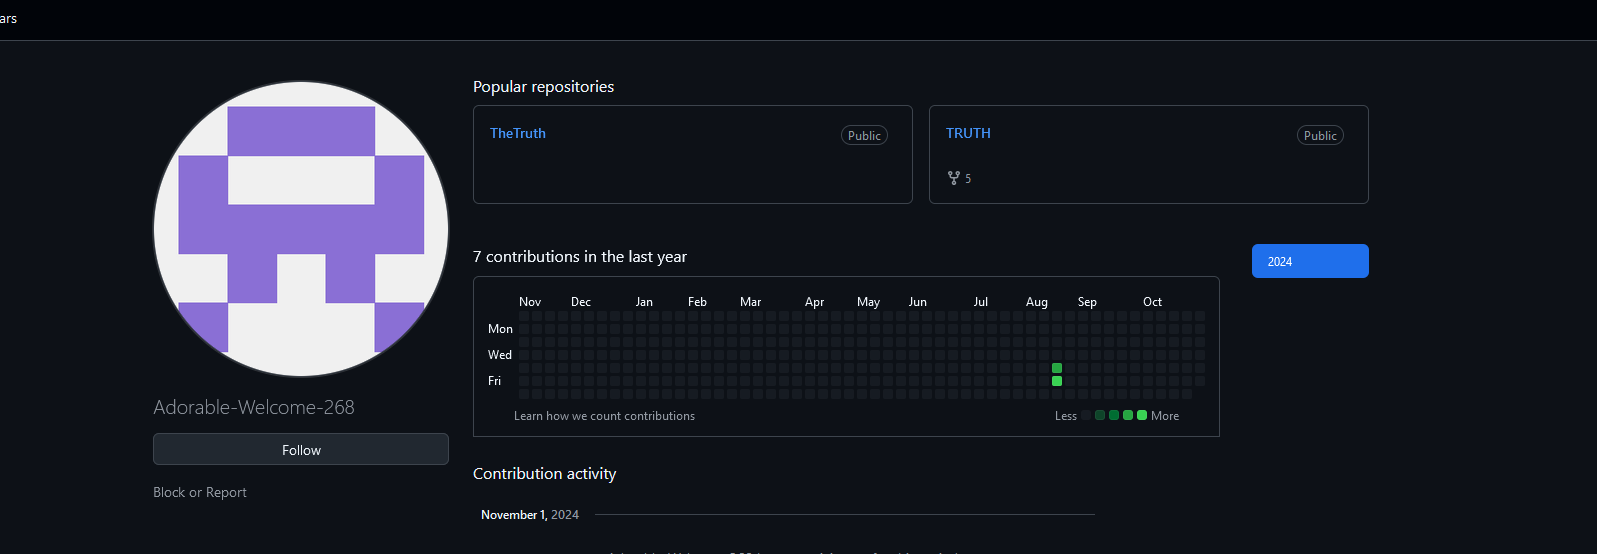 ars
Popular repositories
TheTruth Public
TRUTH Public
5
7 contributions in the last year
2024
Nov Dec Jan Feb Mar Apr May Jun Jul Aug Sep Oct
Mon
Wed
Fri
Learn how we count contributions
Less More
Adorable-Welcome-268
Follow
Block or Report
Contribution activity
November 1, 2024